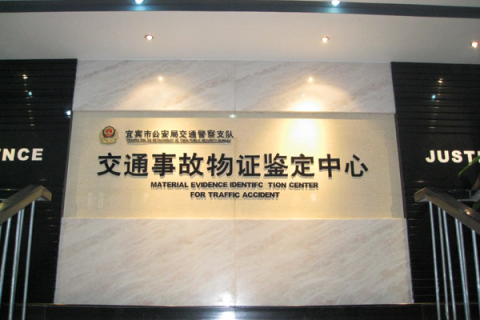 宜宾市公安局交通警察支队
交通事故物证鉴定中心
MATERIAL EVIDENCE IDENTIFC TION CENTER
FOR TRAFFIC ACCIDENT
ENCE
JUST